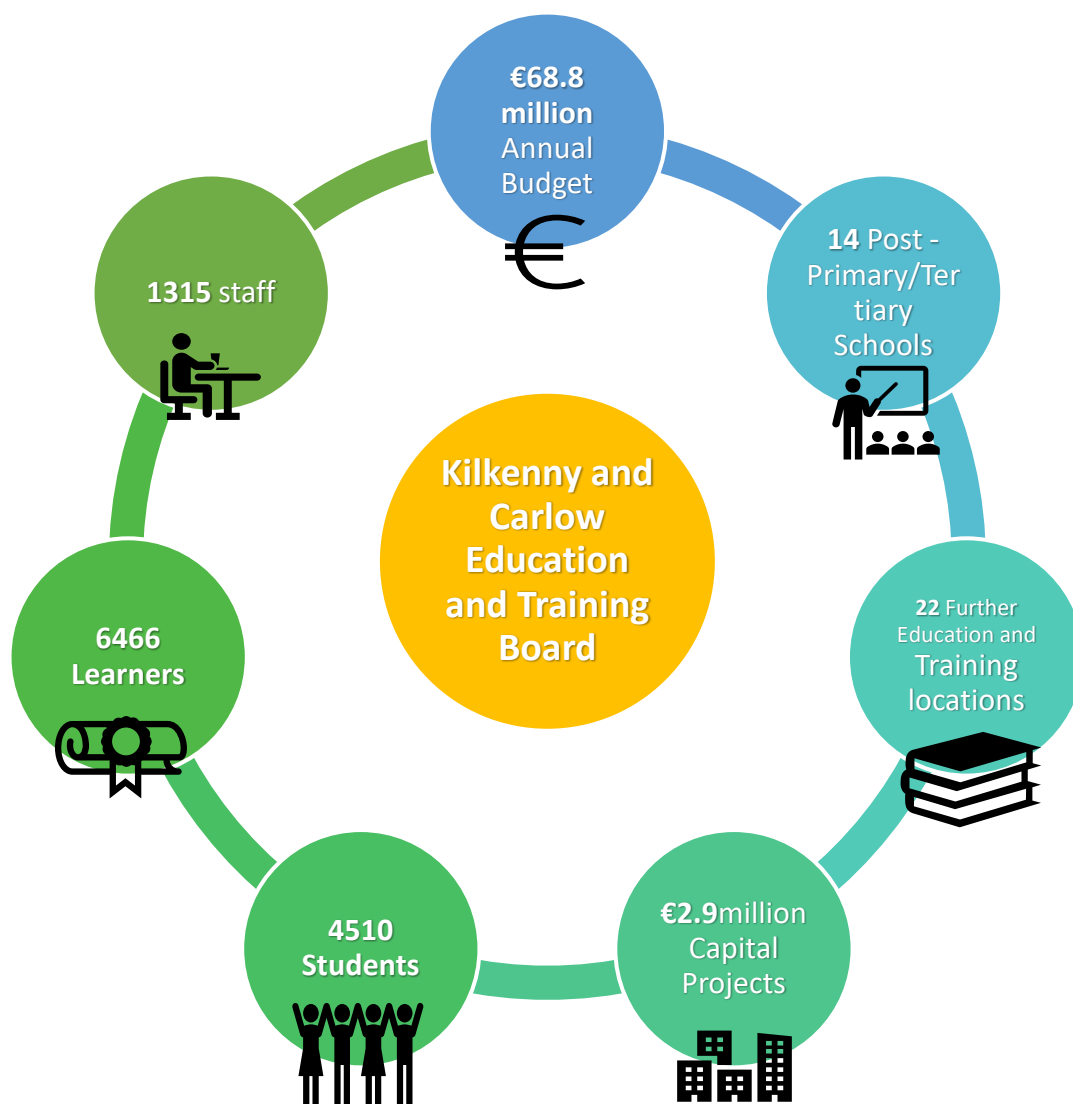 €68.8
million
Annual
Budget
14 Post -
Primary/Ter
tiary
Schools
22 Further
Education and
Training
locations
€2.9million
Capital
Projects
4510
Students
6466
Learners
1315 staff
Kilkenny and
Carlow
Education
and Training
Board